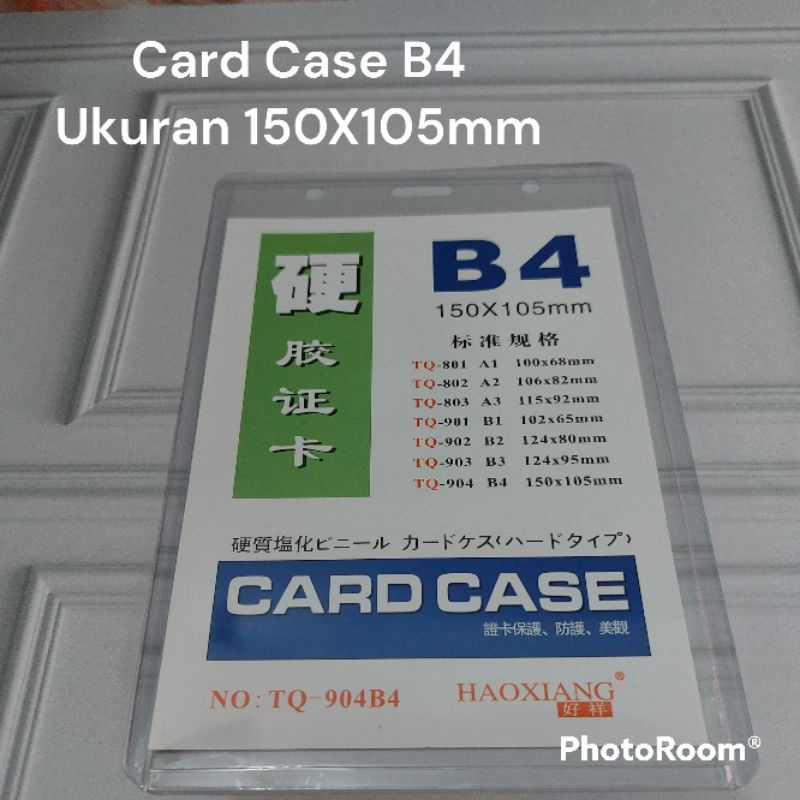 Card Case B4
Ukuran 150X105mm
硬
胶
证
卡
B4
150X105mm
标准规格
TQ-801 A1 100x68mm
TQ-802 A2 106x82mm
TQ-803 A3 115x92mm
TQ-901 B1 102x65mm
TQ-902 B2 124x80mm
TQ-903 B3 124x95mm
TQ-904 B4 150x105mm
硬質塩化ビニール カードケス(ハードタイプ)
CARD CASE
證卡保護、防護、美觀
NO: TQ-904B4
HAOXIANG®
好祥
PhotoRoom®